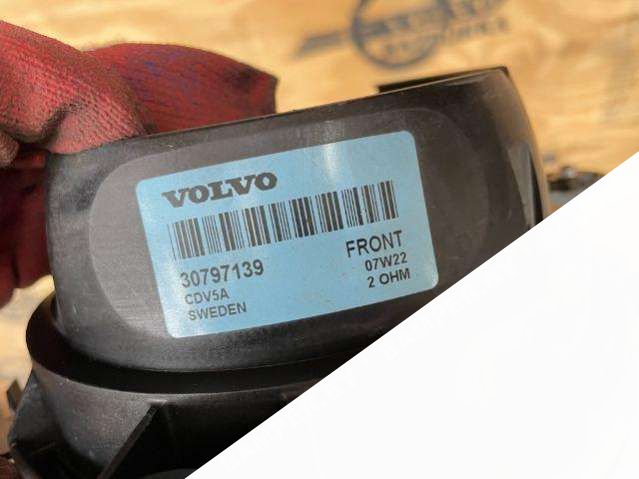 VOLVO
30797139
CDV5A
SWEDEN
FRONT
07W22
2 OHM